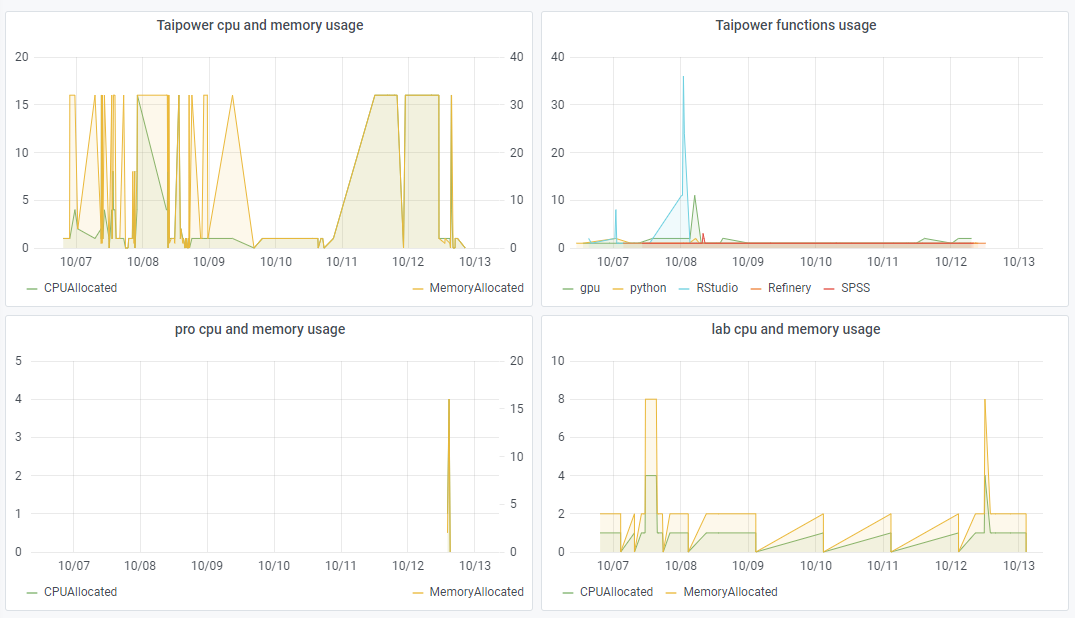 Taipower cpu and memory usage
20 40
15 30
10 20
5 10
0 0
10/07 10/08 10/09 10/10 10/11 10/12 10/13
CPUAllocated MemoryAllocated
Taipower functions usage
40
30
20
10
0
10/07 10/08 10/09 10/10 10/11 10/12 10/13
gpu python RStudio Refinery SPSS
pro cpu and memory usage
5 20
4
15
3
10
2
5
1
0 0
10/07 10/08 10/09 10/10 10/11 10/12 10/13
CPUAllocated MemoryAllocated
lab cpu and memory usage
10
8
6
4
2
0
10/07 10/08 10/09 10/10 10/11 10/12 10/13
CPUAllocated MemoryAllocated